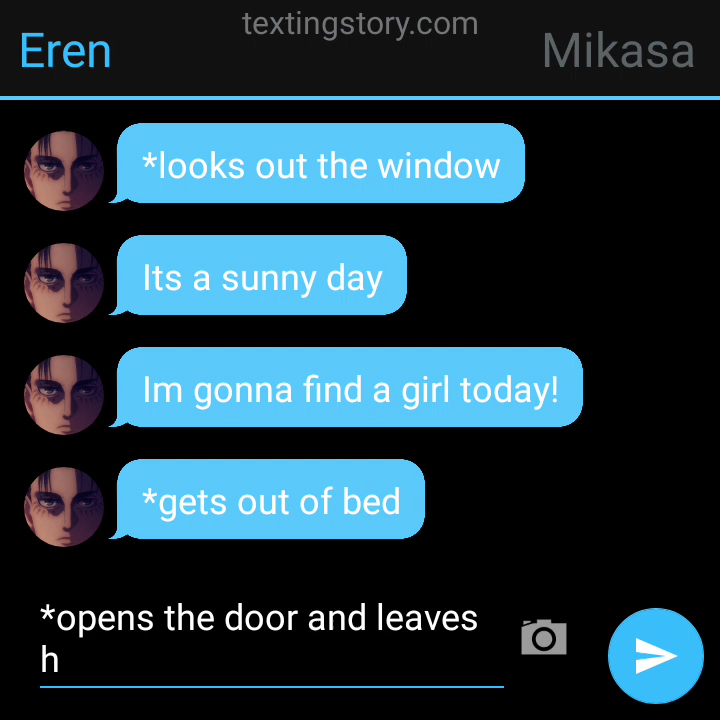 textingstory.com
Eren
Mikasa
*looks out the window
Its a sunny day
Im gonna find a girl today!
*gets out of bed
*opens the door and leaves
h